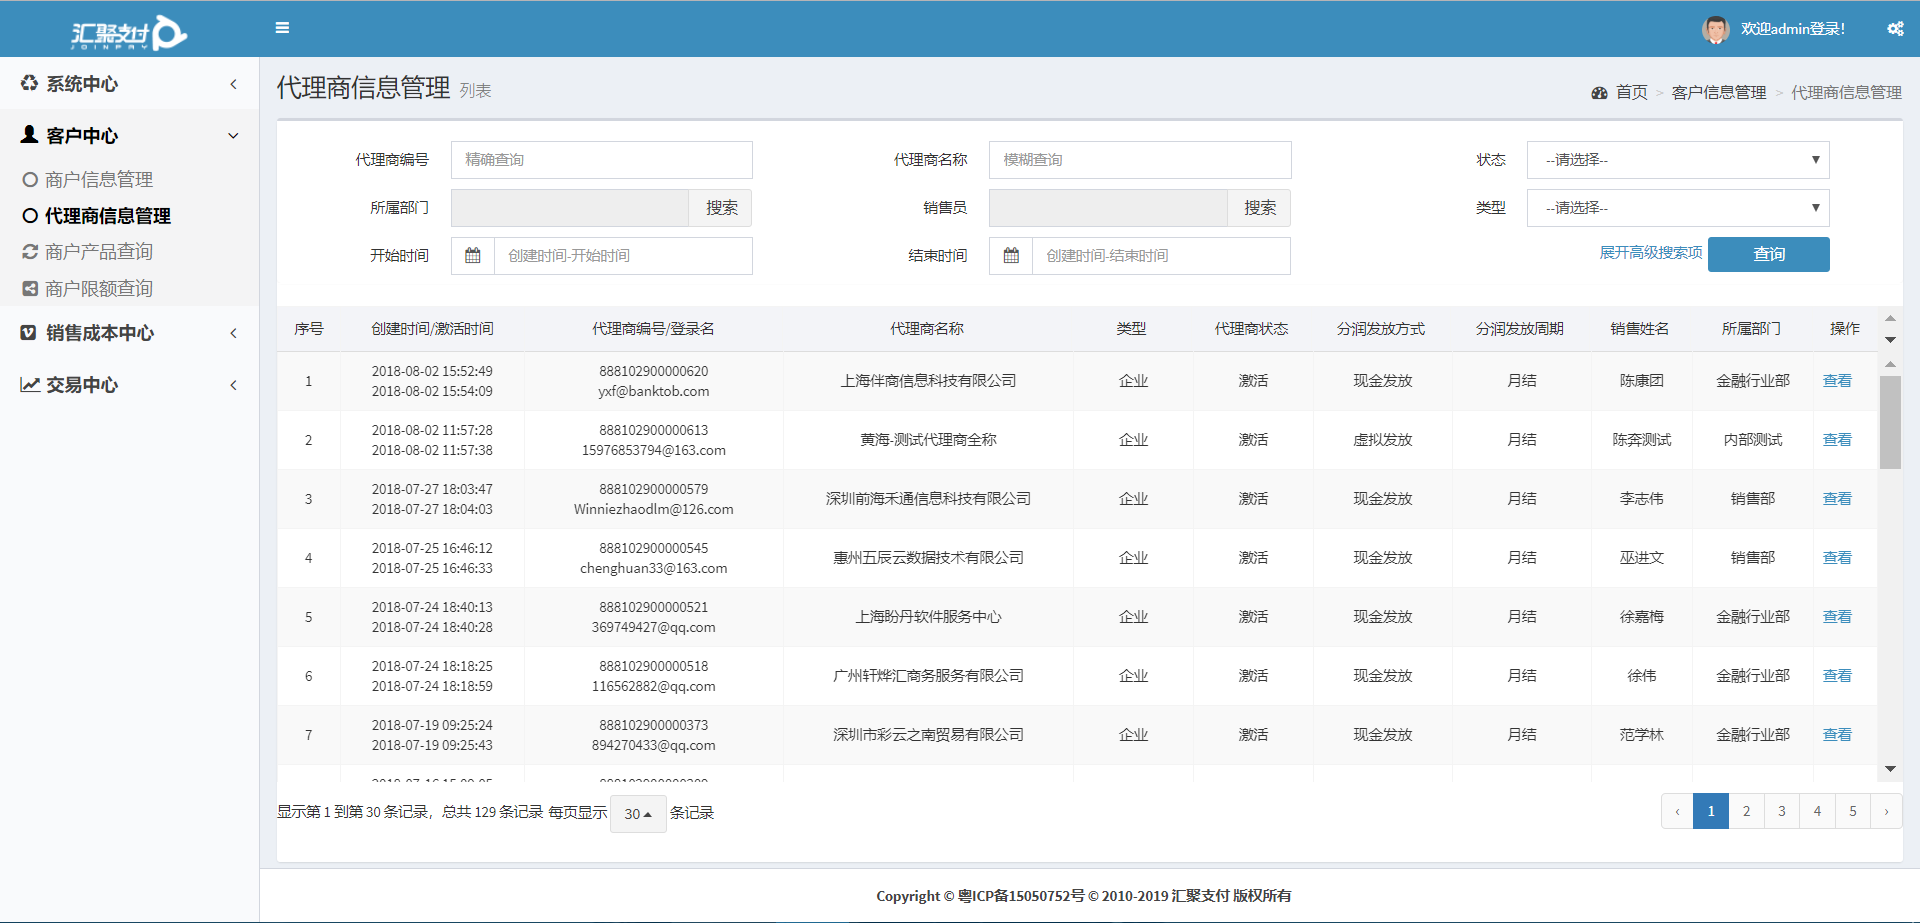 汇聚支付
JOINPAY
欢迎admin登录!
系统中心
客户中心
商户信息管理
代理商信息管理
商户产品查询
商户限额查询
销售成本中心
交易中心
代理商信息管理 列表
首页 > 客户信息管理 > 代理商信息管理
代理商编号 精确查询 代理商名称 模糊查询 状态 --请选择--
所属部门 搜索 销售员 搜索 类型 --请选择--
开始时间 创建时间-开始时间 结束时间 创建时间-结束时间 展开高级搜索项 查询
序号 创建时间/激活时间 代理商编号/登录名 代理商名称 类型 代理商状态 分润发放方式 分润发放周期 销售姓名 所属部门 操作
2018-08-02 15:52:49 888102900000620
1 上海伴商信息科技有限公司 企业 激活 现金发放 月结 陈康团 金融行业部 查看
2018-08-02 15:54:09 yxf@banktob.com
2018-08-02 11:57:28 888102900000613
2 黄海-测试代理商全称 企业 激活 虚拟发放 月结 陈奔测试 内部测试 查看
2018-08-02 11:57:38 15976853794@163.com
2018-07-27 18:03:47 888102900000579
3 深圳前海禾通信息科技有限公司 企业 激活 现金发放 月结 李志伟 销售部 查看
2018-07-27 18:04:03 Winniezhaodlm@126.com
2018-07-25 16:46:12 888102900000545
4 惠州五辰云数据技术有限公司 企业 激活 现金发放 月结 巫进文 销售部 查看
2018-07-25 16:46:33 chenghuan33@163.com
2018-07-24 18:40:13 888102900000521
5 上海盼丹软件服务中心 企业 激活 现金发放 月结 徐嘉梅 金融行业部 查看
2018-07-24 18:40:28 369749427@qq.com
2018-07-24 18:18:25 888102900000518
6 广州轩烨汇商务服务有限公司 企业 激活 现金发放 月结 徐伟 金融行业部 查看
2018-07-24 18:18:59 116562882@qq.com
2018-07-19 09:25:24 888102900000373
7 深圳市彩云之南贸易有限公司 企业 激活 现金发放 月结 范学林 金融行业部 查看
2018-07-19 09:25:43 894270433@qq.com
显示第 1 到第 30 条记录，总共 129 条记录 每页显示 30 条记录
‹ 1 2 3 4 5 ›
Copyright © 粤ICP备15050752号 © 2010-2019 汇聚支付 版权所有